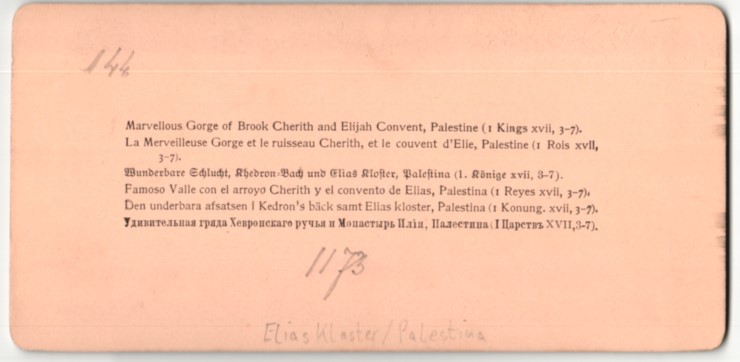 144
Marvellous Gorge of Brook Cherith and Elijah Convent, Palestine (1 Kings xvii, 3-7).
La Merveilleuse Gorge et le ruisseau Cherith, et le couvent d'Elie, Palestine (1 Rois xvii,
3-7).
Wunderbare Schlucht, Khedron-Bach und Elias Kloster, Palestina (1. Könige xvii, 3-7).
Famoso Valle con el arroyo Cherith y el convento de Elias, Palestina (1 Reyes xvii, 3-7).
Den underbara afsatsen i Kedron's bäck samt Elias kloster, Palestina (1 Konung. xvii, 3-7).
Удивительная гряда Хевронскаго ручья и Монастырь Илiи, Палестина (I Царствъ XVII,3-7).
1173
Elias Kloster/Palestina